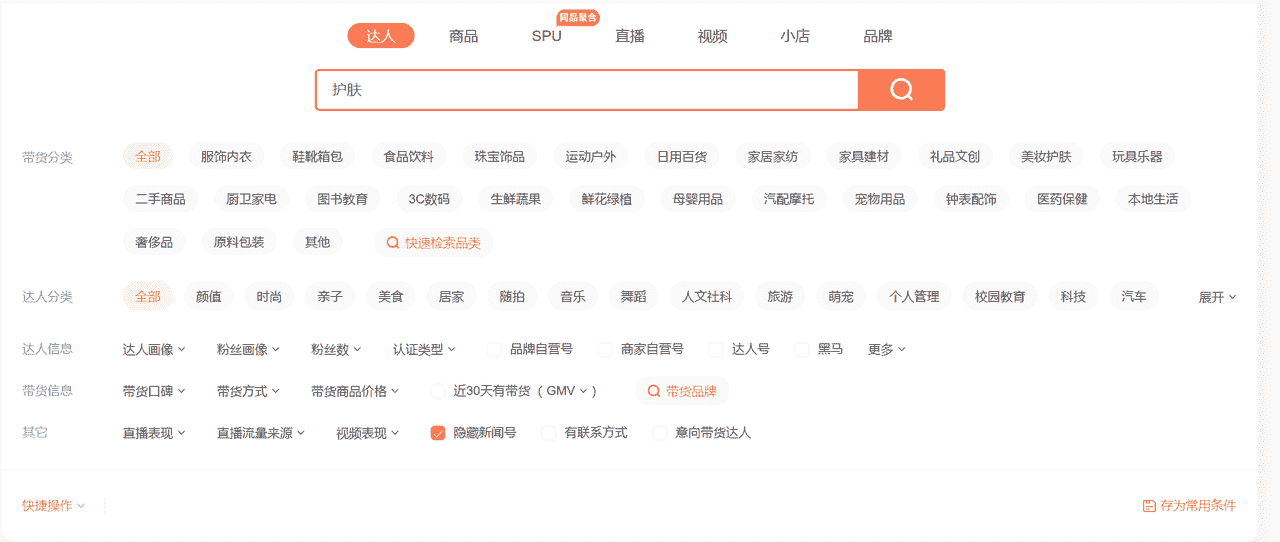 同品聚合
达人 商品 SPU 直播 视频 小店 品牌
护肤
带货分类 全部 服饰内衣 鞋靴箱包 食品饮料 珠宝饰品 运动户外 日用百货 家居家纺 家具建材 礼品文创 美妆护肤 玩具乐器
二手商品 厨卫家电 图书教育 3C数码 生鲜蔬果 鲜花绿植 母婴用品 汽配摩托 宠物用品 钟表配饰 医药保健 本地生活
奢侈品 原料包装 其他 快速检索品类
达人分类 全部 颜值 时尚 亲子 美食 居家 随拍 音乐 舞蹈 人文社科 旅游 萌宠 个人管理 校园教育 科技 汽车 展开
达人信息 达人画像 粉丝画像 粉丝数 认证类型 品牌自营号 商家自营号 达人号 黑马 更多
带货信息 带货口碑 带货方式 带货商品价格 近30天有带货（GMV） 带货品牌
其它 直播表现 直播流量来源 视频表现 隐藏新闻号 有联系方式 意向带货达人
快捷操作 存为常用条件